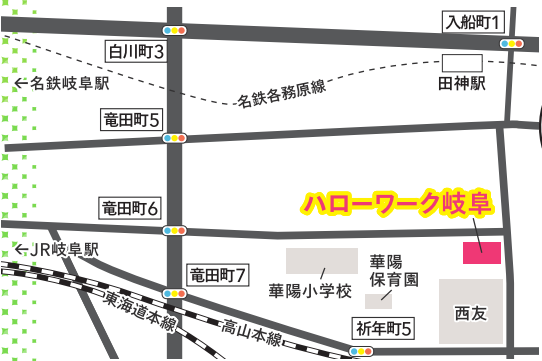 入船町1
白川町3
田神駅
←名鉄岐阜駅
名鉄各務原線
竜田町5
ハローワーク岐阜
竜田町6
←JR岐阜駅
華陽
保育園
竜田町7
華陽小学校
東海道本線
高山本線
西友
祈年町5